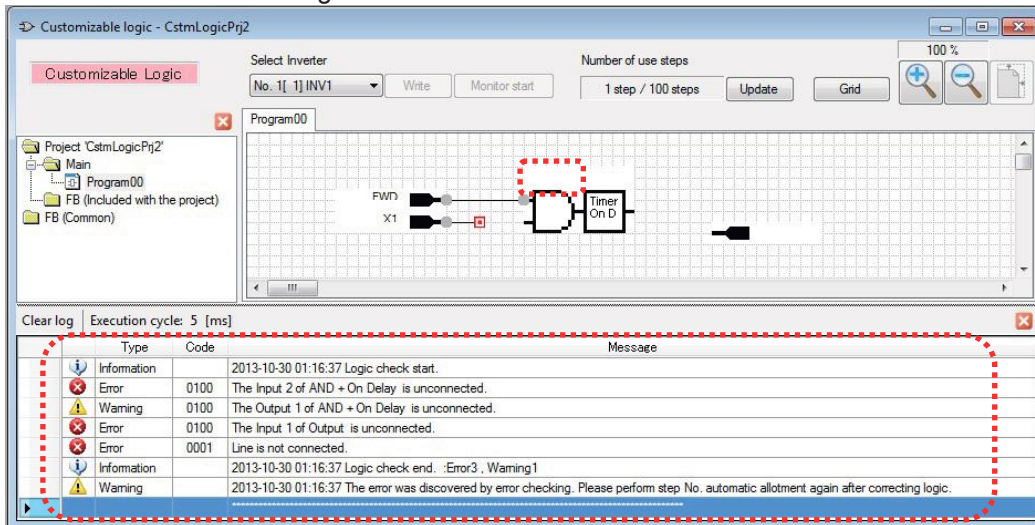 Customizable logic - CstmLogicPrj2
100 %
Customizable Logic
Select Inverter
Number of use steps
No. 1[ 1] INV1
Write
Monitor start
1 step / 100 steps
Update
Grid
Program00
Project 'CstmLogicPrj2'
Main
Program00
FB (Included with the project)
FB (Common)
FWD
X1
Timer
On D
Clear log
Execution cycle: 5 [ms]
Type Code Message
Information 2013-10-30 01:16:37 Logic check start.
Error 0100 The Input 2 of AND + On Delay is unconnected.
Warning 0100 The Output 1 of AND + On Delay is unconnected.
Error 0100 The Input 1 of Output is unconnected.
Error 0001 Line is not connected.
Information 2013-10-30 01:16:37 Logic check end. :Error3 , Warning1
Warning 2013-10-30 01:16:37 The error was discovered by error checking. Please perform step No. automatic allotment again after correcting logic.